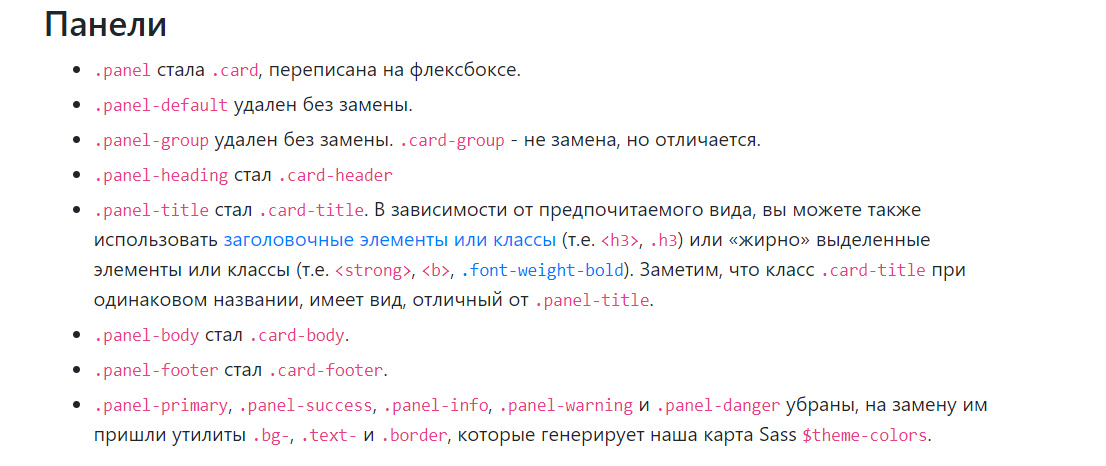 Панели
.panel стала .card, переписана на флексбоксе.
.panel-default удален без замены.
.panel-group удален без замены. .card-group - не замена, но отличается.
.panel-heading стал .card-header
.panel-title стал .card-title. В зависимости от предпочитаемого вида, вы можете также
использовать заголовочные элементы или классы (т.е. <h3>, .h3) или «жирно» выделенные
элементы или классы (т.е. <strong>, <b>, .font-weight-bold). Заметим, что класс .card-title при
одинаковом названии, имеет вид, отличный от .panel-title.
.panel-body стал .card-body.
.panel-footer стал .card-footer.
.panel-primary, .panel-success, .panel-info, .panel-warning и .panel-danger убраны, на замену им
пришли утилиты .bg-, .text- и .border, которые генерирует наша карта Sass $theme-colors.